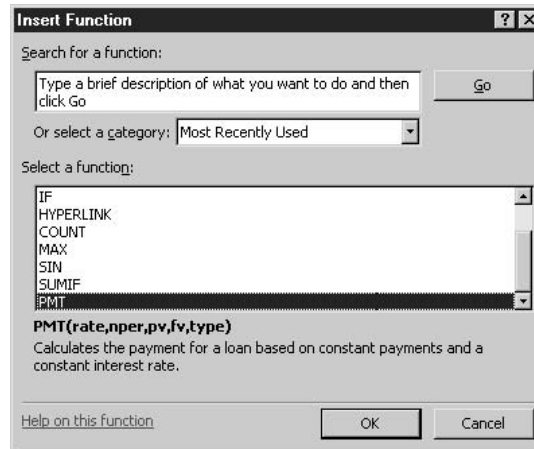 Insert Function
Search for a function:
Type a brief description of what you want to do and then
click Go
Go
Or select a category:
Most Recently Used
Select a function:
IF
HYPERLINK
COUNT
MAX
SIN
SUMIF
PMT
PMT(rate,nper,pv,fv,type)
Calculates the payment for a loan based on constant payments and a
constant interest rate.
Help on this function
OK
Cancel